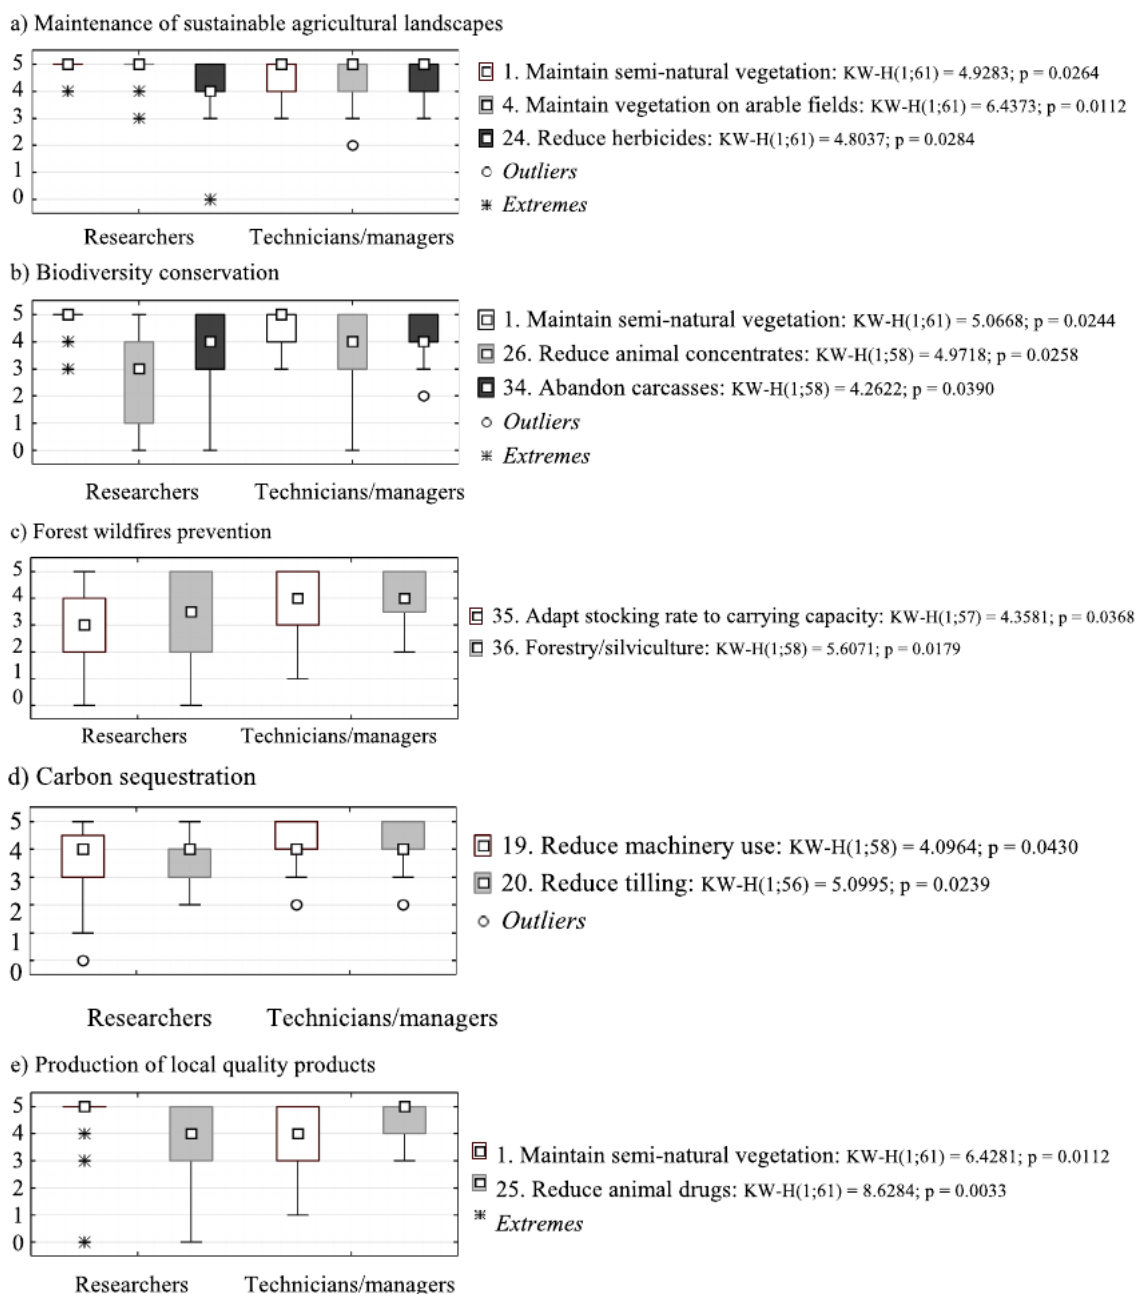 a) Maintenance of sustainable agricultural landscapes
5
4
3
2
1
0
1. Maintain semi-natural vegetation: KW-H(1;61) = 4.9283; p = 0.0264
4. Maintain vegetation on arable fields: KW-H(1;61) = 6.4373; p = 0.0112
24. Reduce herbicides: KW-H(1;61) = 4.8037; p = 0.0284
Outliers
Extremes
Researchers Technicians/managers
b) Biodiversity conservation
5
4
3
2
1
0
1. Maintain semi-natural vegetation: KW-H(1;61) = 5.0668; p = 0.0244
26. Reduce animal concentrates: KW-H(1;58) = 4.9718; p = 0.0258
34. Abandon carcasses: KW-H(1;58) = 4.2622; p = 0.0390
Outliers
Extremes
Researchers Technicians/managers
c) Forest wildfires prevention
5
4
3
2
1
0
35. Adapt stocking rate to carrying capacity: KW-H(1;57) = 4.3581; p = 0.0368
36. Forestry/silviculture: KW-H(1;58) = 5.6071; p = 0.0179
Researchers Technicians/managers
d) Carbon sequestration
5
4
3
2
1
0
19. Reduce machinery use: KW-H(1;58) = 4.0964; p = 0.0430
20. Reduce tilling: KW-H(1;56) = 5.0995; p = 0.0239
Outliers
Researchers Technicians/managers
e) Production of local quality products
5
4
3
2
1
0
1. Maintain semi-natural vegetation: KW-H(1;61) = 6.4281; p = 0.0112
25. Reduce animal drugs: KW-H(1;61) = 8.6284; p = 0.0033
Extremes
Researchers Technicians/managers